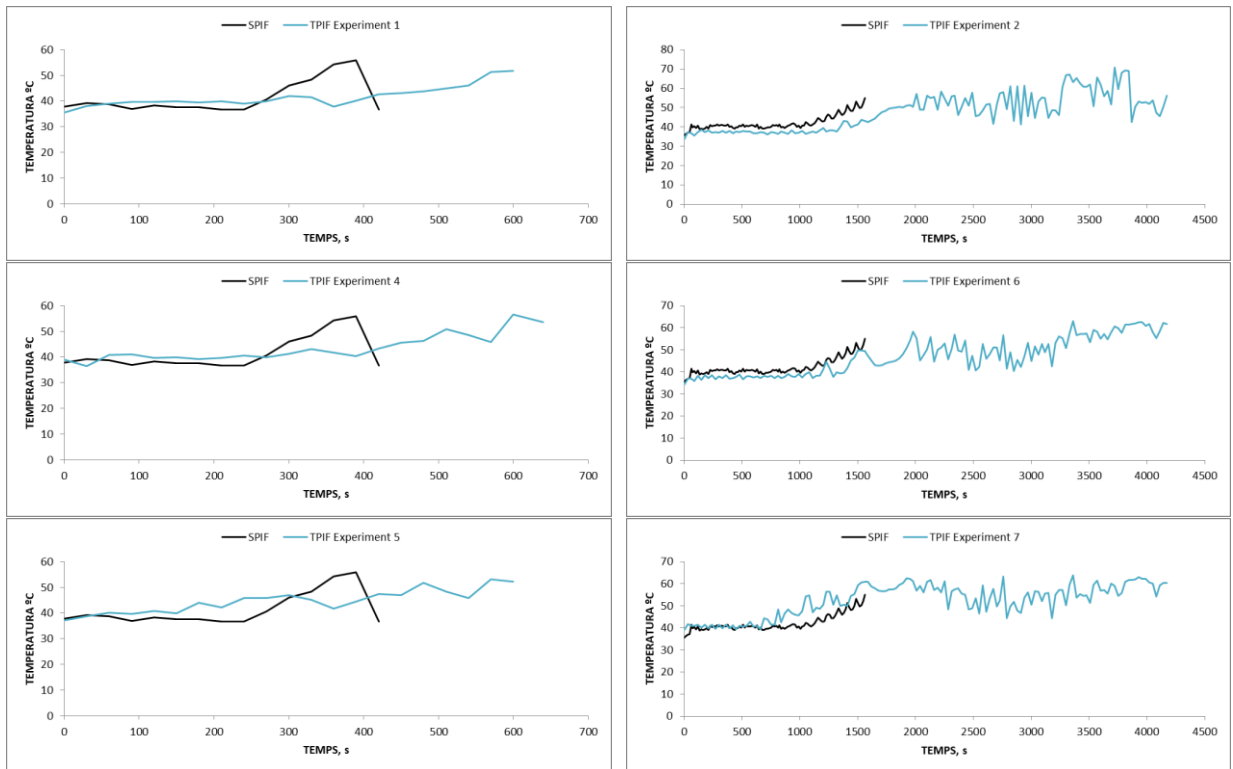 SPIF TPIF Experiment 1
TEMPERATURA ºC
60
50
40
30
20
10
0
0 100 200 300 400 500 600 700
TEMPS, s
SPIF TPIF Experiment 2
TEMPERATURA ºC
80
70
60
50
40
30
20
10
0
0 500 1000 1500 2000 2500 3000 3500 4000 4500
TEMPS, s
SPIF TPIF Experiment 4
TEMPERATURA ºC
60
50
40
30
20
10
0
0 100 200 300 400 500 600 700
TEMPS, s
SPIF TPIF Experiment 6
TEMPERATURA ºC
70
60
50
40
30
20
10
0
0 500 1000 1500 2000 2500 3000 3500 4000 4500
TEMPS, s
SPIF TPIF Experiment 5
TEMPERATURA ºC
60
50
40
30
20
10
0
0 100 200 300 400 500 600 700
TEMPS, s
SPIF TPIF Experiment 7
TEMPERATURA ºC
70
60
50
40
30
20
10
0
0 500 1000 1500 2000 2500 3000 3500 4000 4500
TEMPS, s